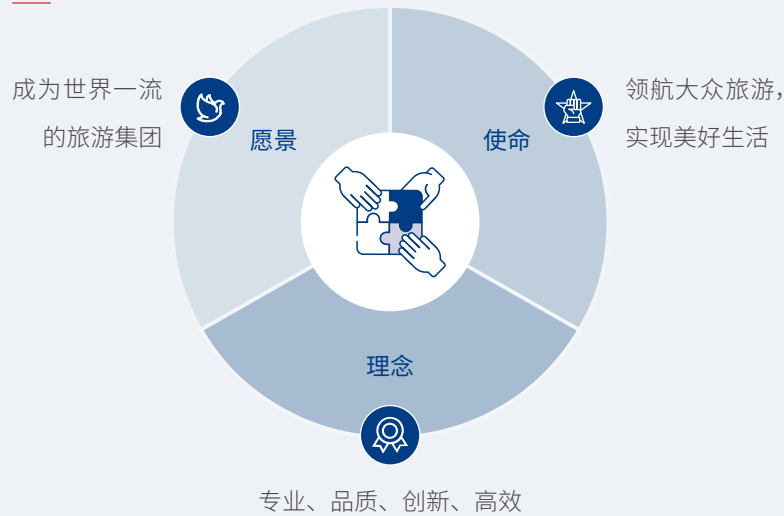 成为世界一流
的旅游集团
愿景
使命
领航大众旅游，
实现美好生活
理念
专业、品质、创新、高效